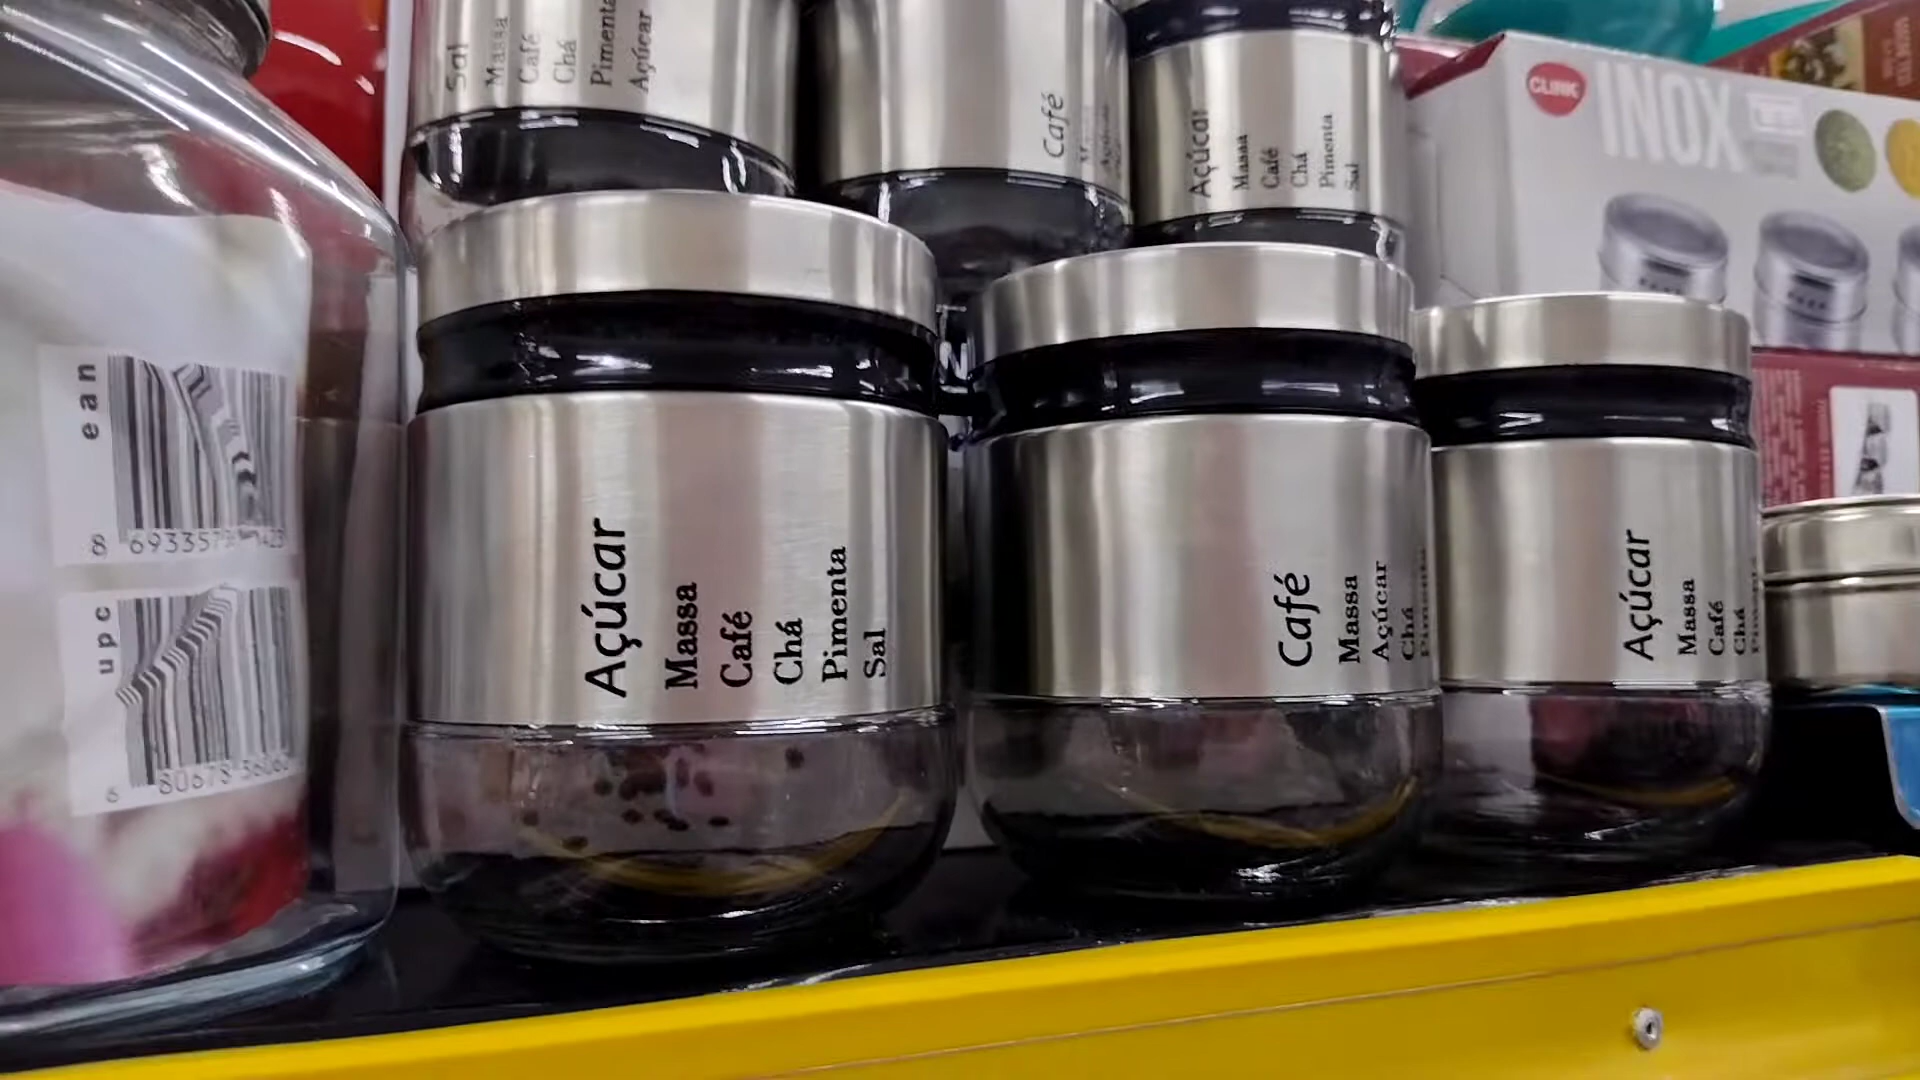 Sal
Massa
Café
Chá
Pimenta
Açúcar
Café
Açúcar
Massa
Café
Chá
Pimenta
Sal
CLINK
INOX
ean
upc
Açúcar
Massa
Café
Chá
Pimenta
Sal
Café
Massa
Açúcar
Chá
Pimenta
Açúcar
Massa
Café
Chá